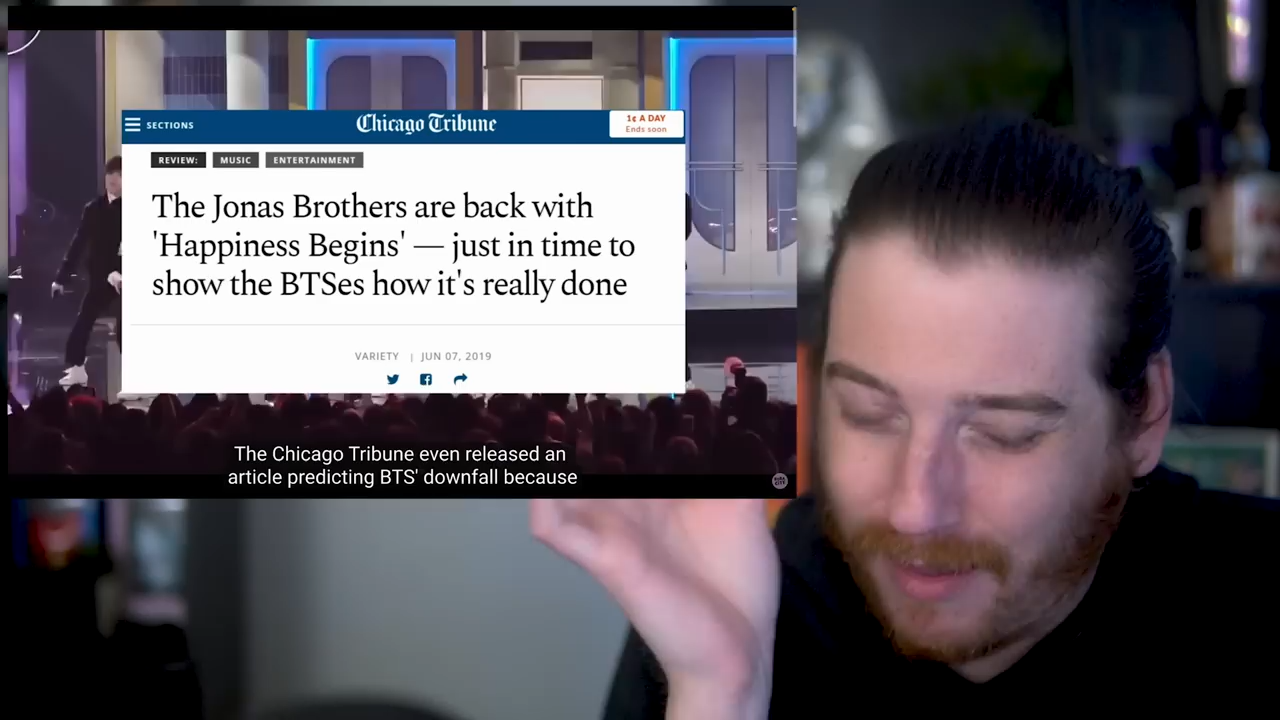 SECTIONS
Chicago Tribune
1¢ A DAY
Ends soon
REVIEW:
MUSIC
ENTERTAINMENT
The Jonas Brothers are back with
'Happiness Begins' — just in time to
show the BTSes how it's really done
VARIETY | JUN 07, 2019
The Chicago Tribune even released an
article predicting BTS' downfall because